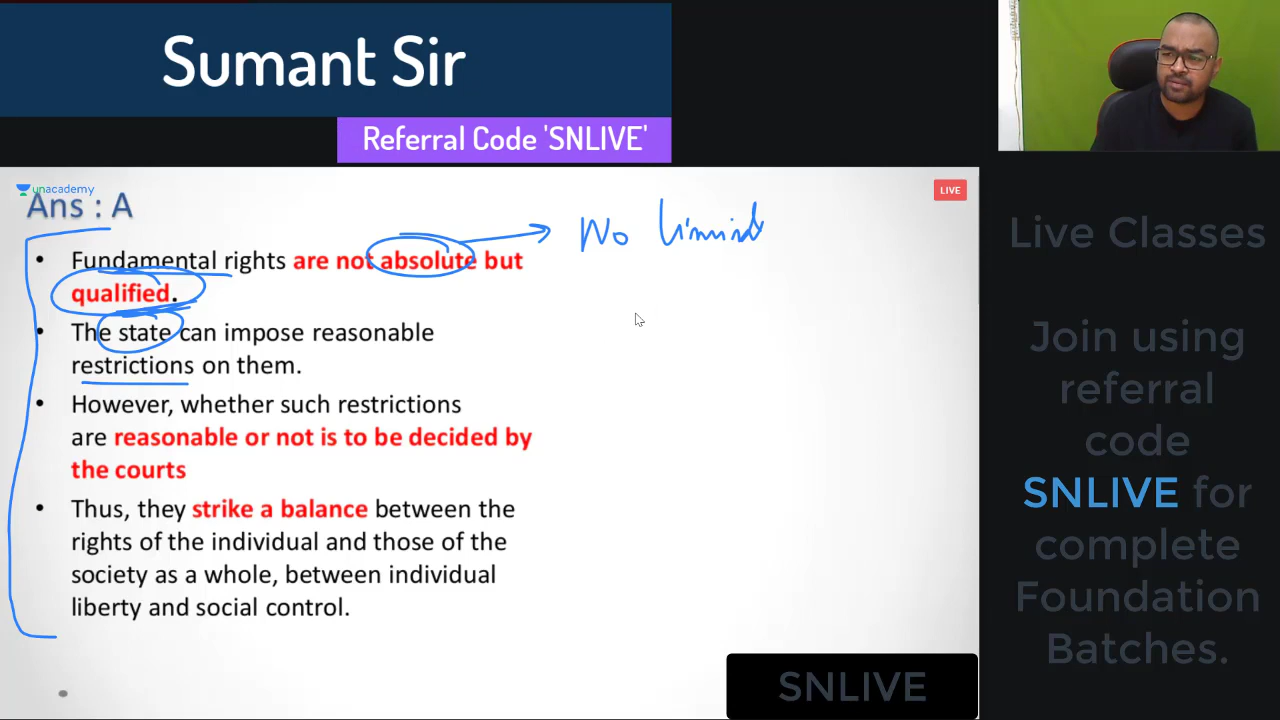 Sumant Sir
Referral Code 'SNLIVE'
unacademy
LIVE
Ans : A
No
• Fundamental rights are not absolute but
qualified.
• The state can impose reasonable
restrictions on them.
• However, whether such restrictions
are reasonable or not is to be decided by
the courts
• Thus, they strike a balance between the
rights of the individual and those of the
society as a whole, between individual
liberty and social control.
SNLIVE
Live Classes
Join using
referral
code
SNLIVE for
complete
Foundation
Batches.